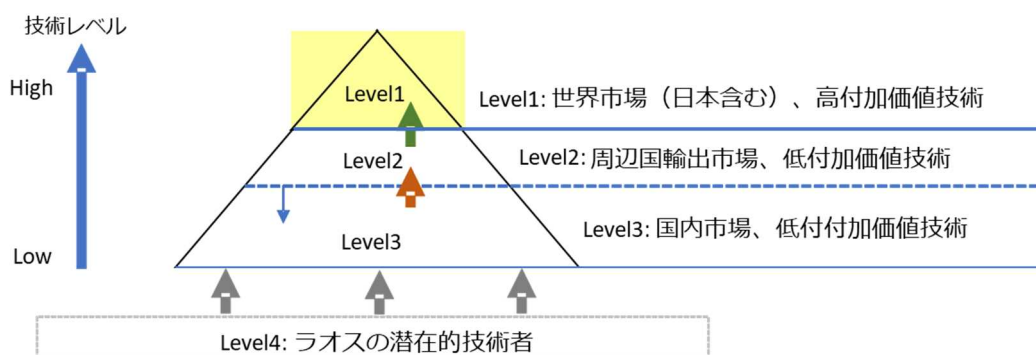 技術レベル
High
Level1
Level1: 世界市場（日本含む）、高付加価値技術
Level2
Level2: 周辺国輸出市場、低付加価値技術
Level3
Level3: 国内市場、低付付加価値技術
Low
Level4: ラオスの潜在的技術者